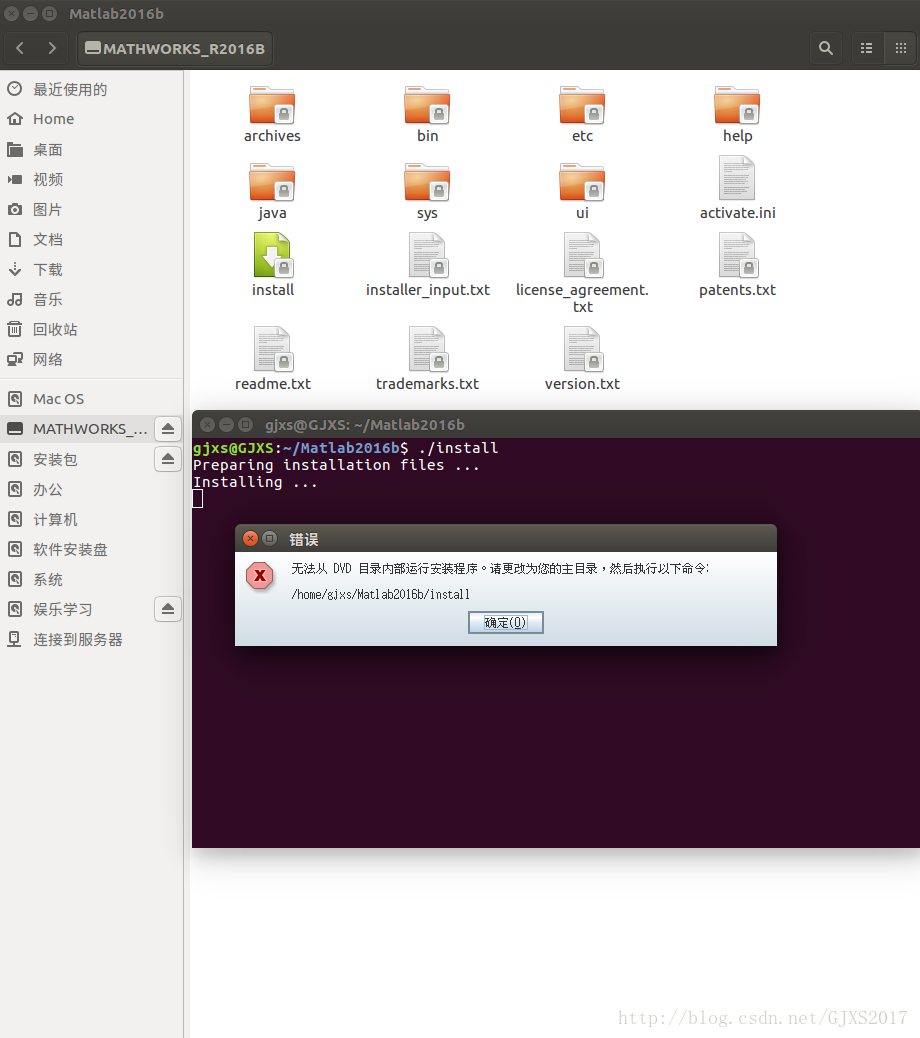 Matlab2016b
MATHWORKS_R2016B
最近使用的
Home
桌面
视频
图片
文档
下载
音乐
回收站
网络
Mac OS
MATHWORKS_...
安装包
办公
计算机
软件安装盘
系统
娱乐学习
连接到服务器
archives
bin
etc
help
java
sys
ui
activate.ini
install
installer_input.txt
license_agreement.
txt
patents.txt
readme.txt
trademarks.txt
version.txt
gjxs@GJXS: ~/Matlab2016b
gjxs@GJXS:~/Matlab2016b$ ./install
Preparing installation files ...
Installing ...
错误
无法从 DVD 目录内部运行安装程序。请更改为您的主目录，然后执行以下命令:
/home/gjxs/Matlab2016b/install
确定(O)
http://blog.csdn.net/GJXS2017